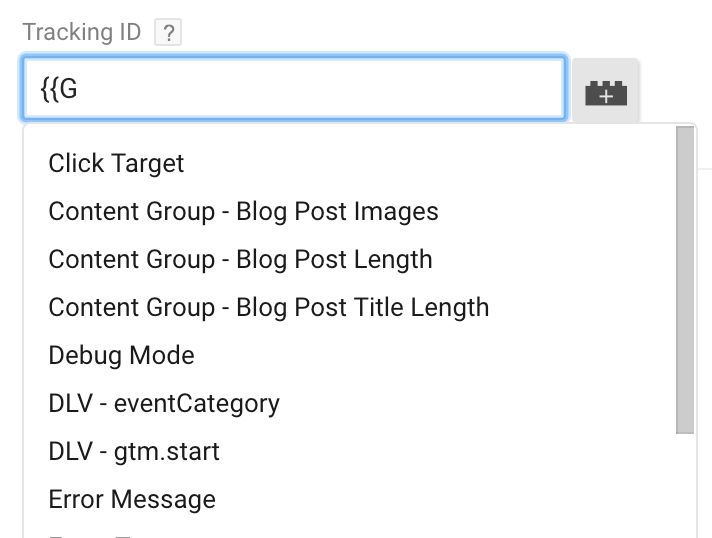 Tracking ID ?
{{G
Click Target
Content Group - Blog Post Images
Content Group - Blog Post Length
Content Group - Blog Post Title Length
Debug Mode
DLV - eventCategory
DLV - gtm.start
Error Message